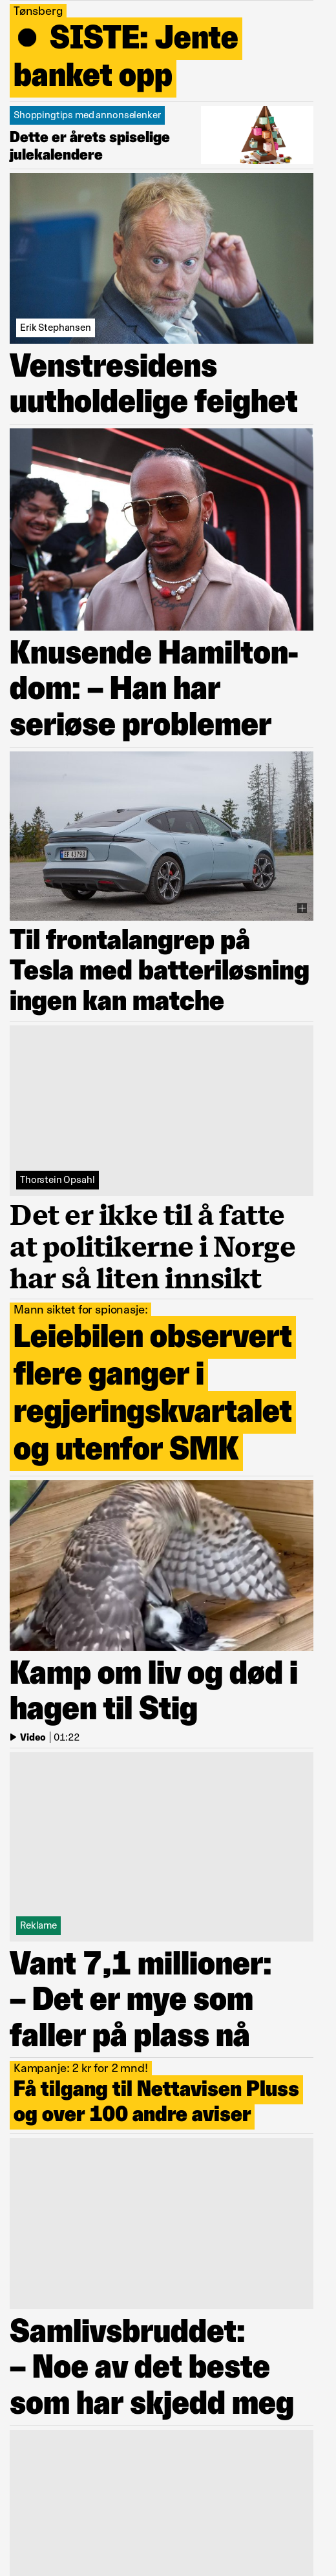 Tønsberg
SISTE: Jente
banket opp
Shoppingtips med annonselenker
Dette er årets spiselige
julekalendere
Erik Stephansen
Venstresidens
uutholdelige feighet
Knusende Hamilton-
dom: – Han har
seriøse problemer
Til frontalangrep på
Tesla med batteriløsning
ingen kan matche
Thorstein Opsahl
Det er ikke til å fatte
at politikerne i Norge
har så liten innsikt
Mann siktet for spionasje:
Leiebilen observert
flere ganger i
regjeringskvartalet
og utenfor SMK
Kamp om liv og død i
hagen til Stig
Video | 01:22
Reklame
Vant 7,1 millioner:
– Det er mye som
faller på plass nå
Kampanje: 2 kr for 2 mnd!
Få tilgang til Nettavisen Pluss
og over 100 andre aviser
Samlivsbruddet:
– Noe av det beste
som har skjedd meg